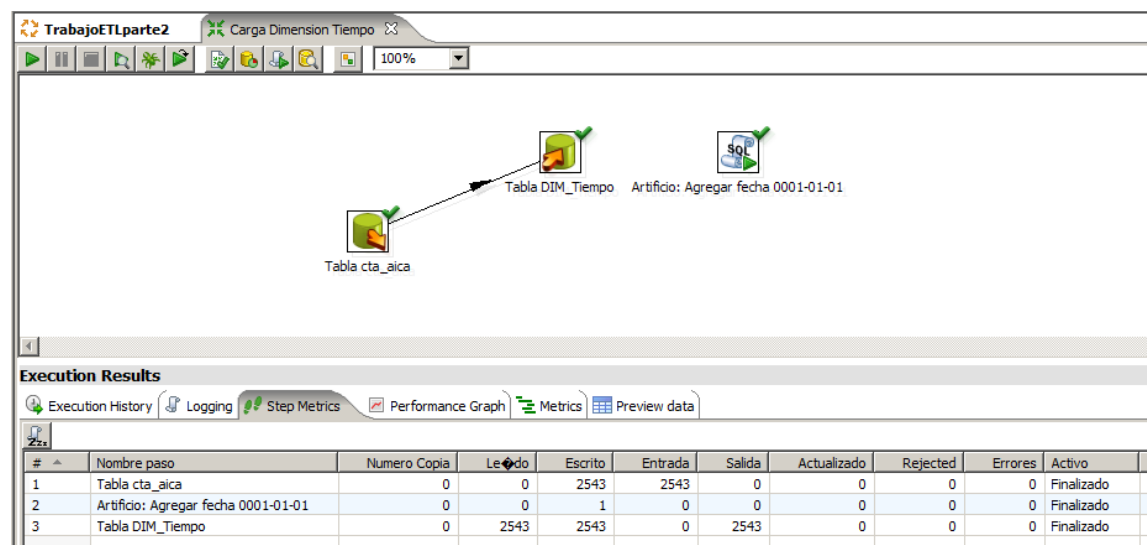 TrabajoETLparte2 Carga Dimension Tiempo
100%
SQL
Tabla DIM_Tiempo Artificio: Agregar fecha 0001-01-01
Tabla cta_aica
Execution Results
Execution History Logging Step Metrics Performance Graph Metrics Preview data
# Nombre paso Numero Copia Le�do Escrito Entrada Salida Actualizado Rejected Errores Activo
1 Tabla cta_aica 0 0 2543 2543 0 0 0 0 Finalizado
2 Artificio: Agregar fecha 0001-01-01 0 0 1 0 0 0 0 0 Finalizado
3 Tabla DIM_Tiempo 0 2543 2543 0 2543 0 0 0 Finalizado